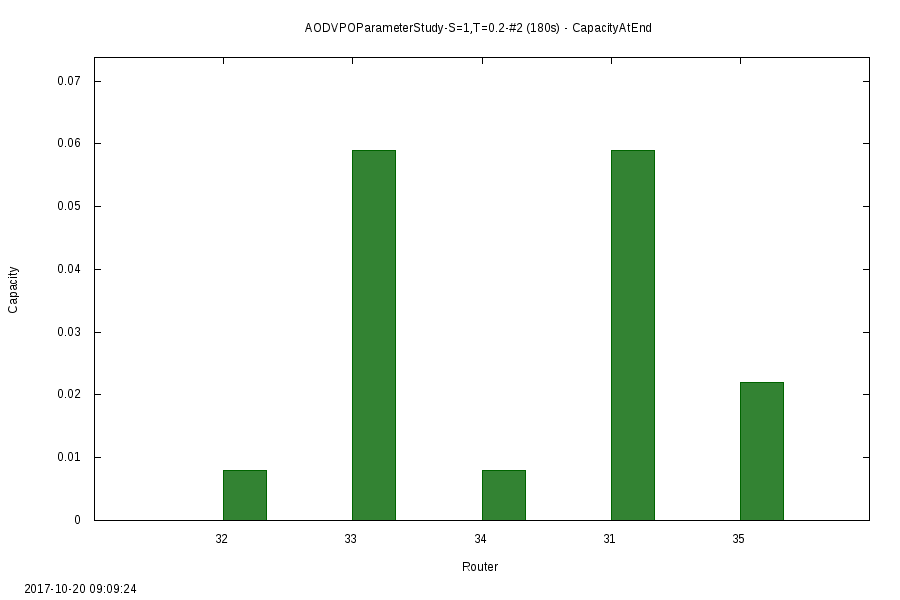 AODVPOParameterStudy-S=1,T=0.2-#2 (180s) - CapacityAtEnd
0.07
0.06
0.05
0.04
0.03
0.02
0.01
0
Capacity
32 33 34 31 35
Router
2017-10-20 09:09:24